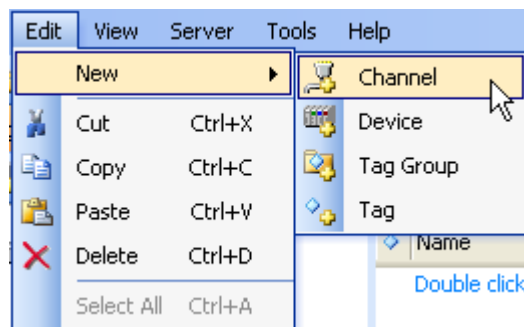 Edit View Server Tools Help
New
Cut Ctrl+X
Copy Ctrl+C
Paste Ctrl+V
Delete Ctrl+D
Select All Ctrl+A
Channel
Device
Tag Group
Tag
Name
Double click